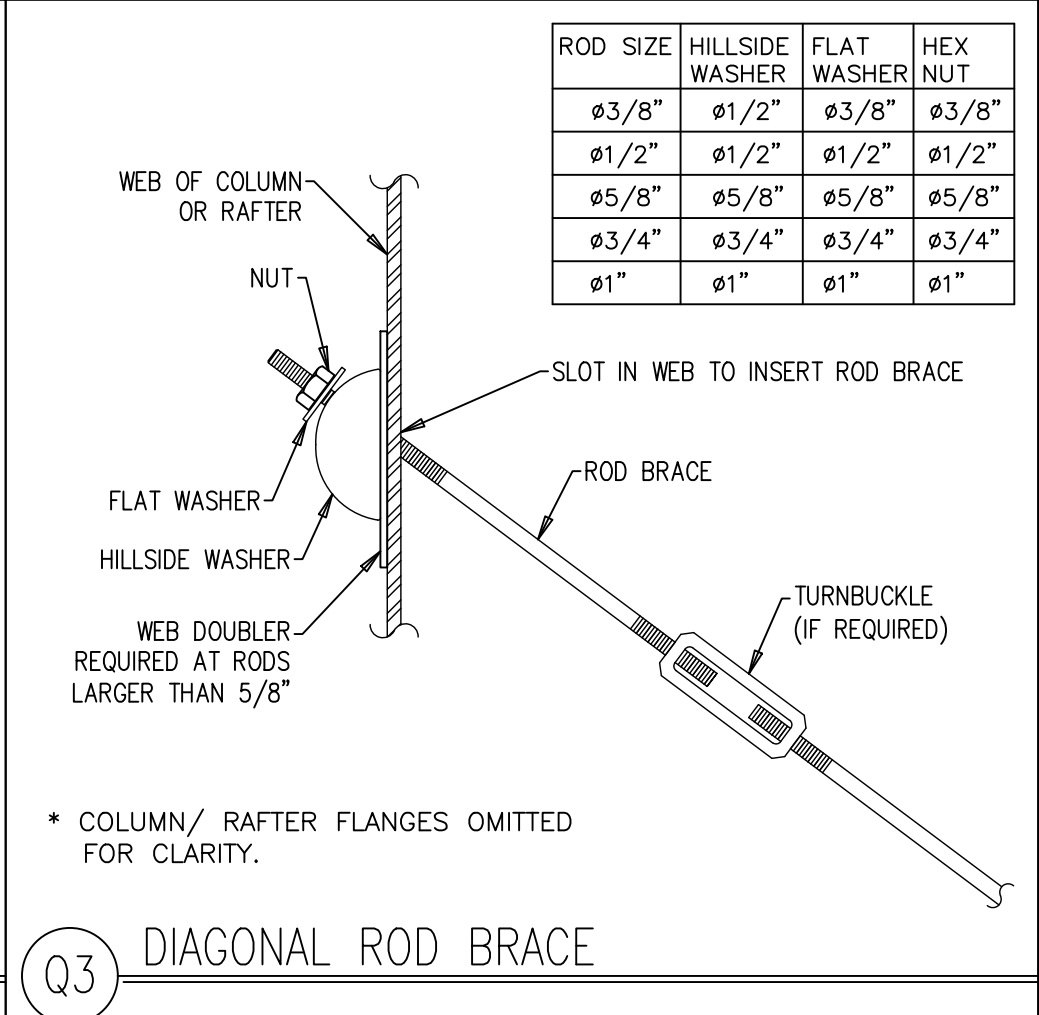 ROD SIZE HILLSIDE WASHER FLAT WASHER HEX NUT
ø3/8" ø1/2" ø3/8" ø3/8"
ø1/2" ø1/2" ø1/2" ø1/2"
ø5/8" ø5/8" ø5/8" ø5/8"
ø3/4" ø3/4" ø3/4" ø3/4"
ø1" ø1" ø1" ø1"
WEB OF COLUMN
OR RAFTER
NUT
SLOT IN WEB TO INSERT ROD BRACE
ROD BRACE
FLAT WASHER
HILLSIDE WASHER
TURNBUCKLE
(IF REQUIRED)
WEB DOUBLER
REQUIRED AT RODS
LARGER THAN 5/8"
* COLUMN/ RAFTER FLANGES OMITTED
FOR CLARITY.
Q3 DIAGONAL ROD BRACE